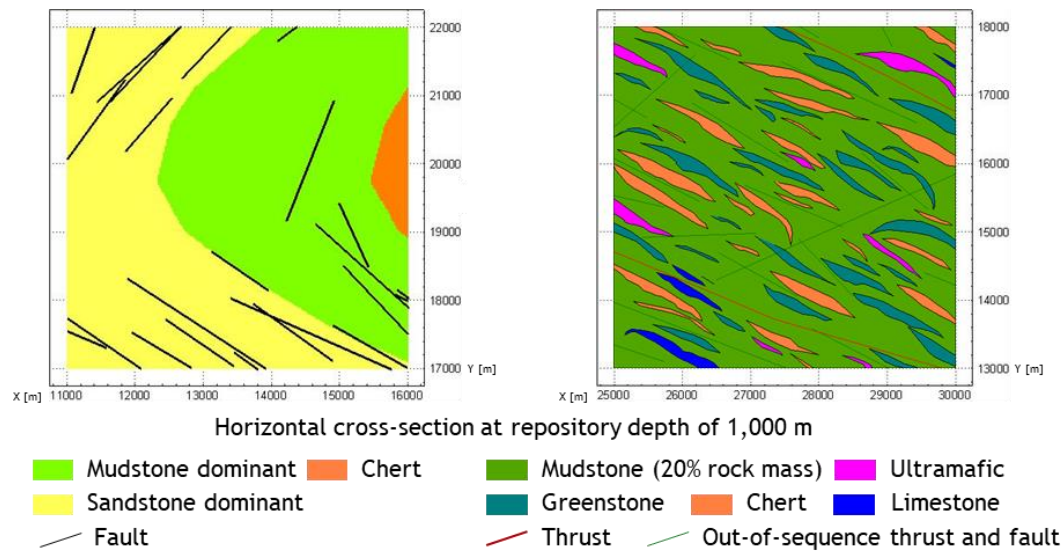 22000
21000
20000
19000
18000
17000 Y [m]
X [m] 11000 12000 13000 14000 15000 16000
18000
17000
16000
15000
14000
13000 Y [m]
X [m] 25000 26000 27000 28000 29000 30000
Horizontal cross-section at repository depth of 1,000 m
Mudstone dominant Chert
Sandstone dominant
Fault
Mudstone (20% rock mass) Ultramafic
Greenstone Chert Limestone
Thrust Out-of-sequence thrust and fault